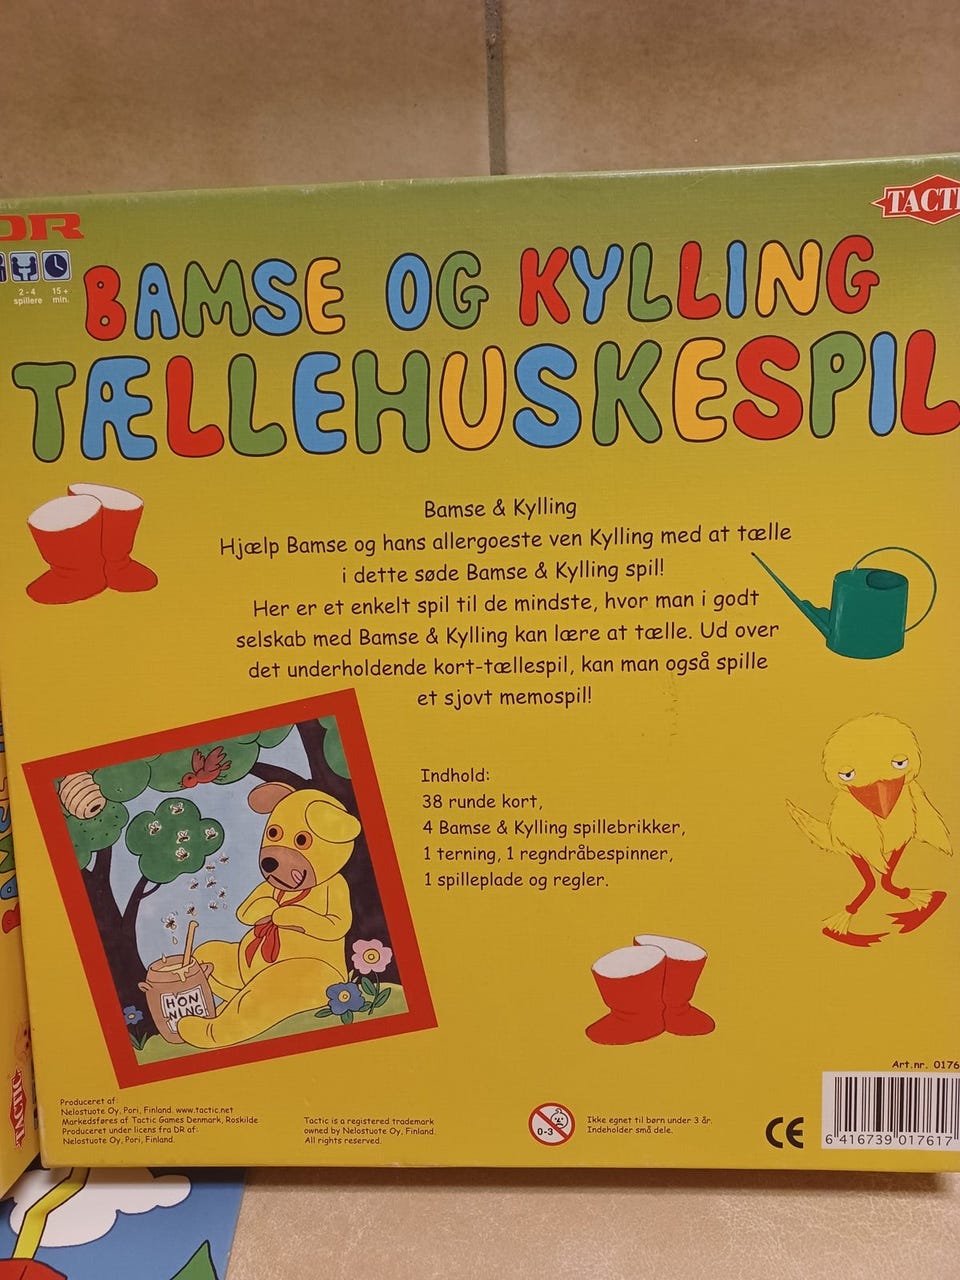 DR
TACTI
2-4 spillere
15+ min.
BAMSE OG KYLLING
TÆLLEHUSKESPIL
Bamse & Kylling
Hjælp Bamse og hans allergoeste ven Kylling med at tælle
i dette søde Bamse & Kylling spil!
Her er et enkelt spil til de mindste, hvor man i godt
selskab med Bamse & Kylling kan lære at tælle. Ud over
det underholdende kort-tællespil, kan man også spille
et sjovt memospil!
Indhold:
38 runde kort,
4 Bamse & Kylling spillebrikker,
1 terning, 1 regndråbespinner,
1 spilleplade og regler.
HON
NING
Art.nr. 0176
Produceret af:
Nelostuote Oy, Pori, Finland. www.tactic.net
Markedsføres af Tactic Games Denmark, Roskilde
Produceret under licens fra DR af:
Nelostuote Oy, Pori, Finland.
Tactic is a registered trademark
owned by Nelostuote Oy, Finland.
All rights reserved.
0-3
Ikke egnet til børn under 3 år.
Indeholder små dele.
CE
6 416739 017617
TACTIC